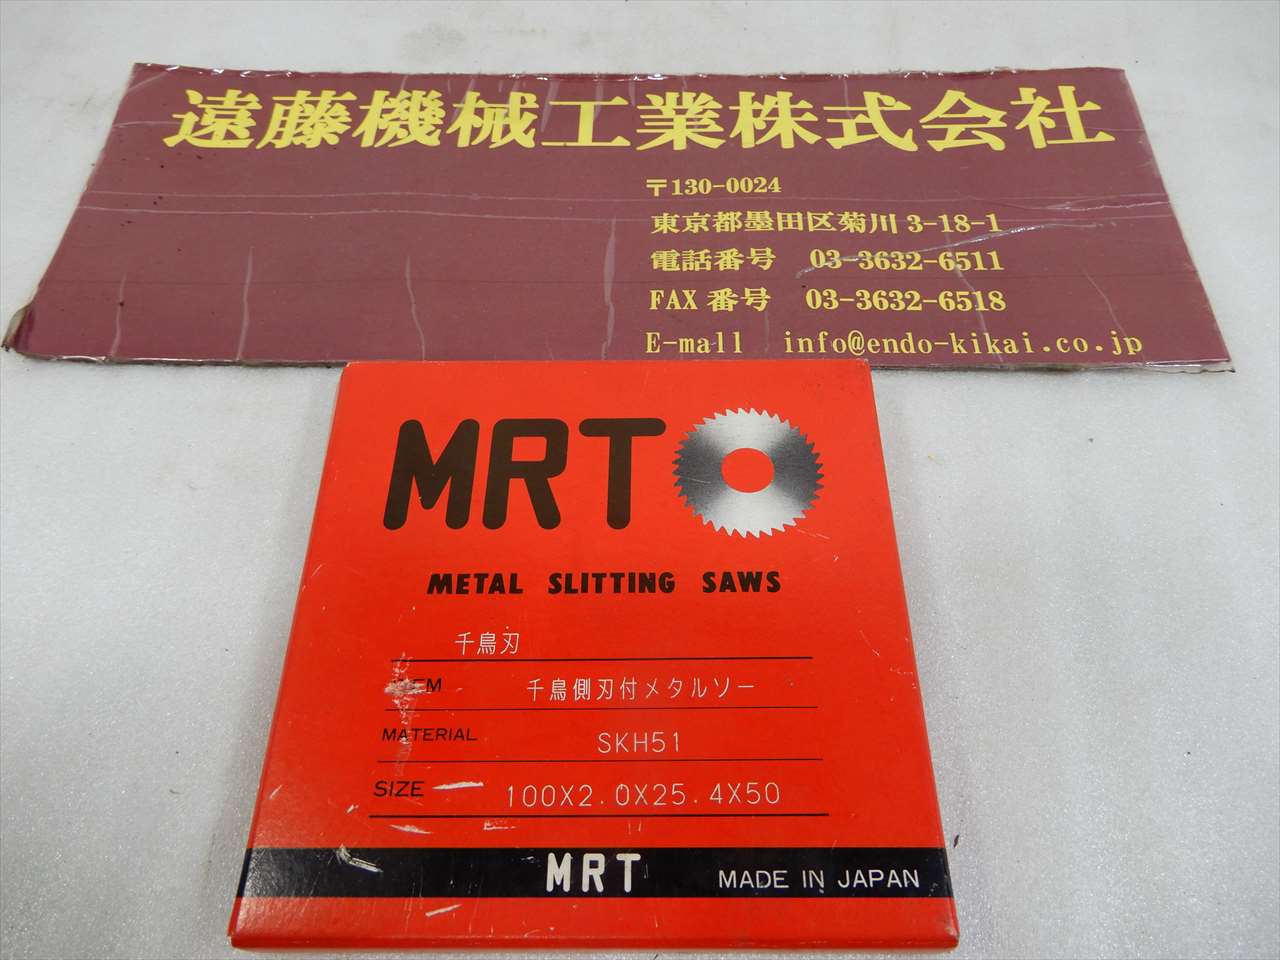 遠藤機械工業株式会社
〒130-0024
東京都墨田区菊川 3-18-1
電話番号 03-3632-6511
FAX 番号 03-3632-6518
E-mall info@endo-kikai.co.jp
MRT
METAL SLITTING SAWS
千鳥刃
千鳥側刃付メタルソー
MATERIAL SKH51
SIZE 100X2.0X25.4X50
MRT MADE IN JAPAN